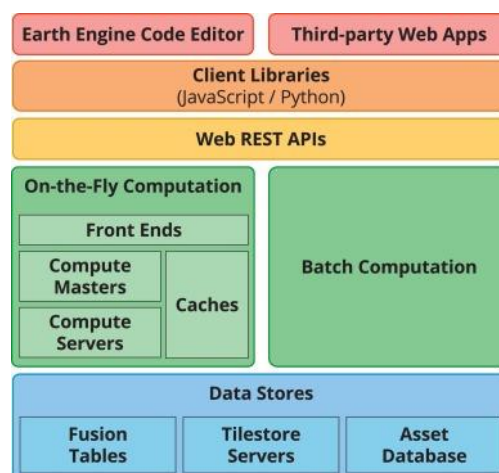 Earth Engine Code Editor
Third-party Web Apps
Client Libraries
(JavaScript / Python)
Web REST APIs
On-the-Fly Computation
Front Ends
Compute
Masters
Compute
Servers
Caches
Batch Computation
Data Stores
Fusion
Tables
Tilestore
Servers
Asset
Database